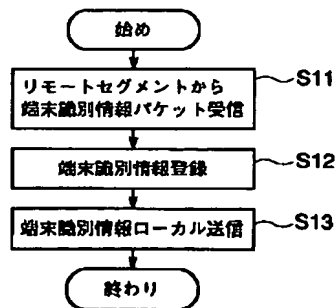 始め
リモートセグメントから
端末識別情報パケット受信
S11
端末識別情報登録
S12
端末識別情報ローカル送信
S13
終わり